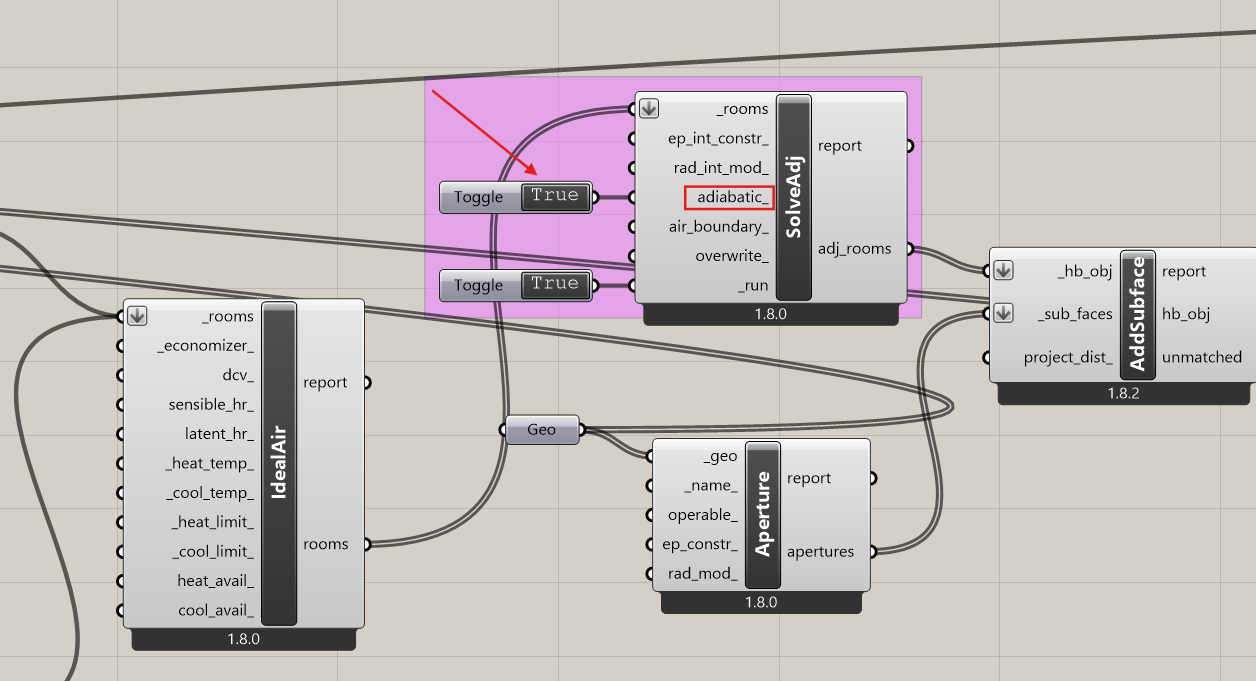 _rooms
ep_int_constr_
rad_int_mod_
adiabatic_
air_boundary_
overwrite_
_run
SolveAdj
report
adj_rooms
1.8.0
Toggle True
Toggle True
_hb_obj
_sub_faces
project_dist_
AddSubface
report
hb_obj
unmatched
1.8.2
_rooms
_economizer_
dcv_
sensible_hr_
latent_hr_
_heat_temp_
_cool_temp_
_heat_limit_
_cool_limit_
heat_avail_
cool_avail_
IdealAir
report
rooms
1.8.0
Geo
_geo
_name_
operable_
ep_constr_
rad_mod_
Aperture
report
apertures
1.8.0